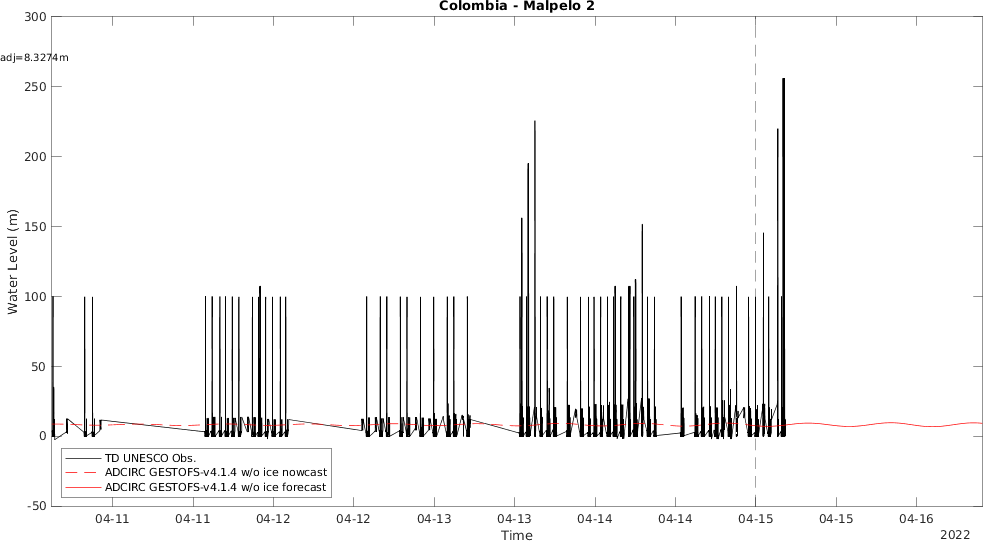 Colombia - Malpelo 2
adj=8.3274m
Water Level (m)
300
250
200
150
100
50
0
-50
TD UNESCO Obs.
ADCIRC GESTOFS-v4.1.4 w/o ice nowcast
ADCIRC GESTOFS-v4.1.4 w/o ice forecast
04-11 04-11 04-12 04-12 04-13 04-13 04-14 04-14 04-15 04-15 04-16
Time
2022